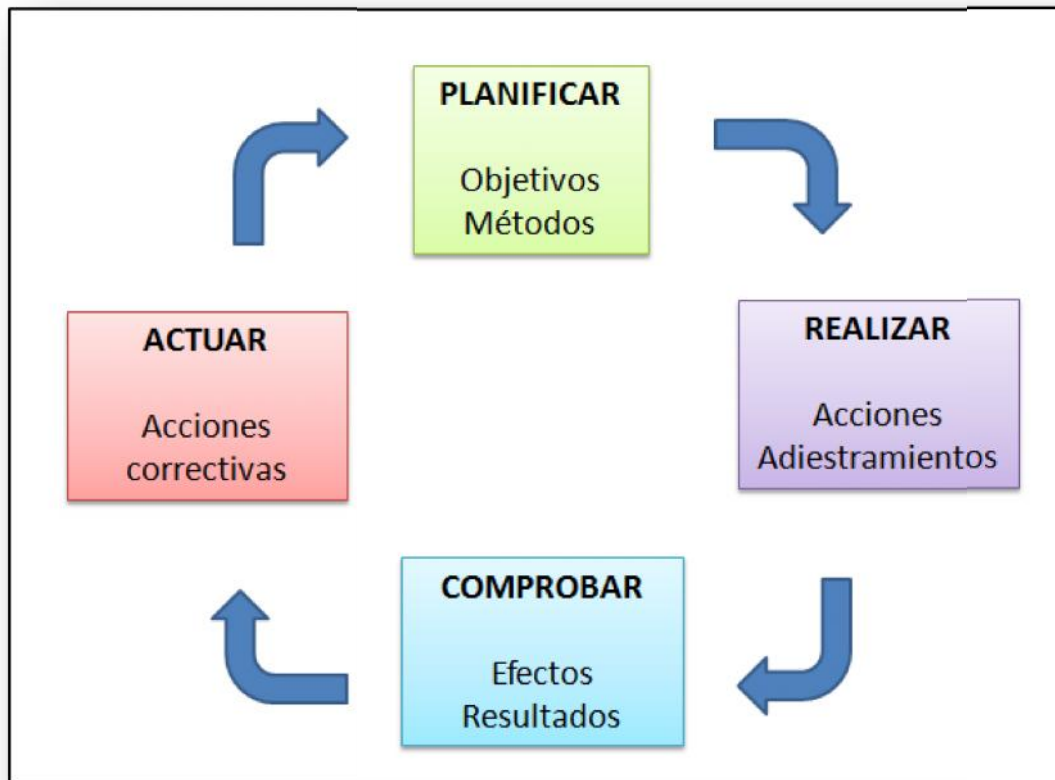 PLANIFICAR
Objetivos
Métodos
REALIZAR
Acciones
Adiestramientos
COMPROBAR
Efectos
Resultados
ACTUAR
Acciones
correctivas